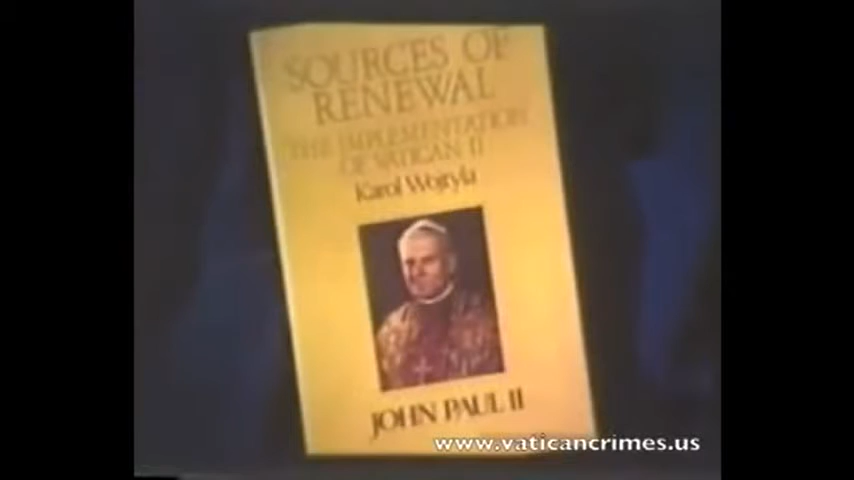 SOURCES OF
RENEWAL
THE IMPLEMENTATION
OF VATICAN II
Karol Wojtyla
JOHN PAUL II
www.vaticancrimes.us